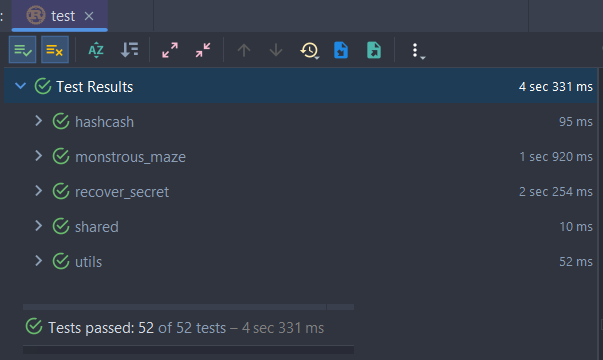 : test ×
Test Results 4 sec 331 ms
hashcash 95 ms
monstrous_maze 1 sec 920 ms
recover_secret 2 sec 254 ms
shared 10 ms
utils 52 ms
Tests passed: 52 of 52 tests – 4 sec 331 ms